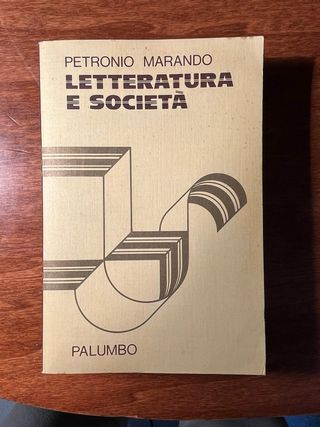 PETRONIO MARANDO
LETTERATURA
E SOCIETÀ
PALUMBO